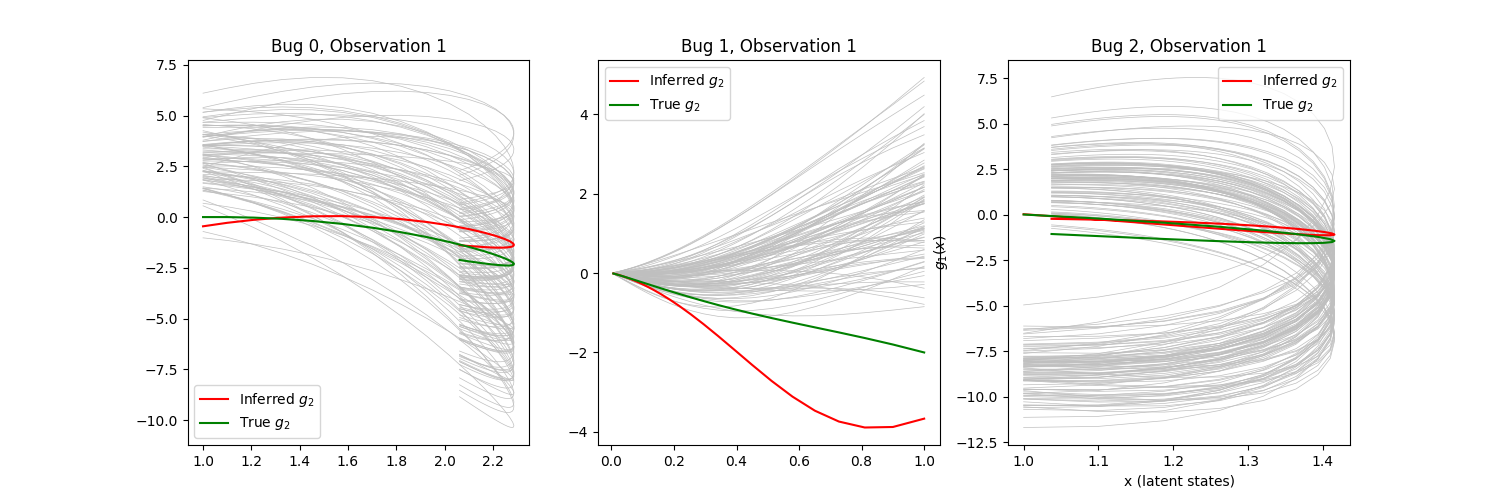 Bug 0, Observation 1
7.5
5.0
2.5
0.0
−2.5
−5.0
−7.5
−10.0
Inferred g₂
True g₂
1.0 1.2 1.4 1.6 1.8 2.0 2.2
Bug 1, Observation 1
Inferred g₂
True g₂
4
2
0
−2
−4
0.0 0.2 0.4 0.6 0.8 1.0
Bug 2, Observation 1
Inferred g₂
True g₂
g₁(x)
7.5
5.0
2.5
0.0
−2.5
−5.0
−7.5
−10.0
−12.5
1.0 1.1 1.2 1.3 1.4
x (latent states)